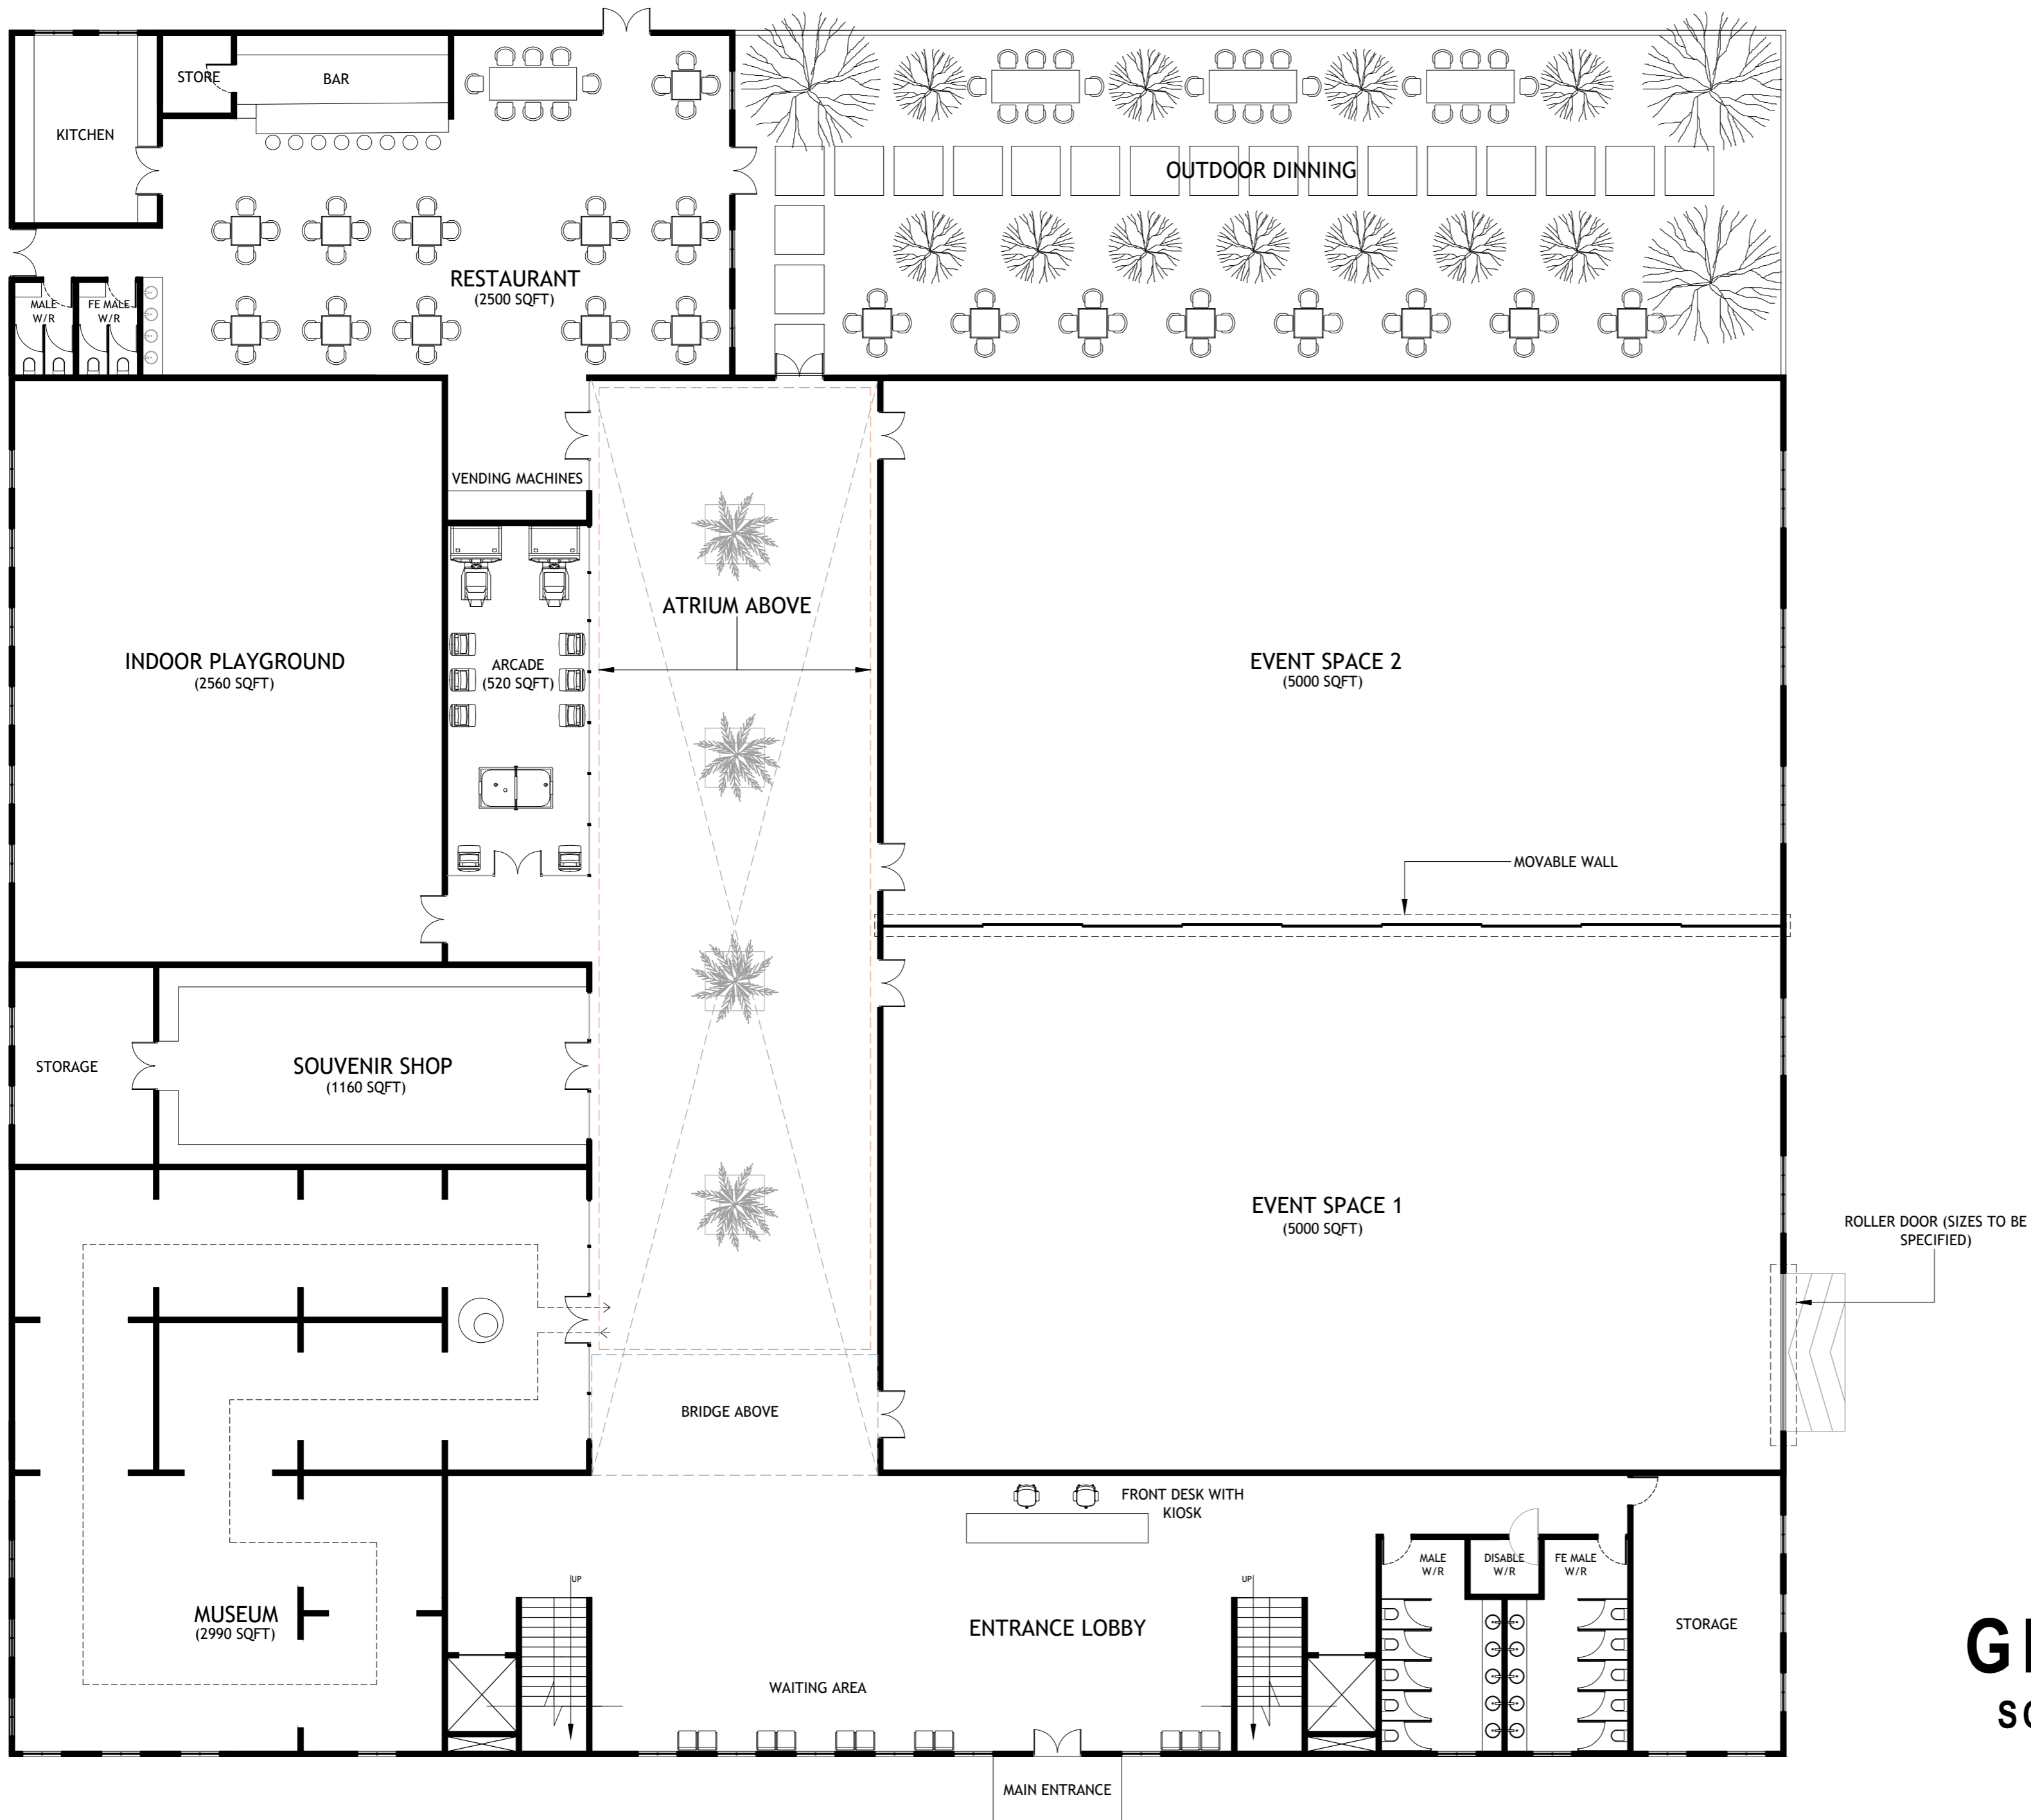 STORE
BAR
KITCHEN
OUTDOOR DINNING
RESTAURANT
(2500 SQFT)
MALE
W/R
FE MALE
W/R
VENDING MACHINES
ATRIUM ABOVE
INDOOR PLAYGROUND
(2560 SQFT)
ARCADE
(520 SQFT)
EVENT SPACE 2
(5000 SQFT)
MOVABLE WALL
STORAGE
SOUVENIR SHOP
(1160 SQFT)
EVENT SPACE 1
(5000 SQFT)
ROLLER DOOR (SIZES TO BE
SPECIFIED)
BRIDGE ABOVE
FRONT DESK WITH
KIOSK
MALE
W/R
DISABLE
W/R
FE MALE
W/R
UP
UP
MUSEUM
(2990 SQFT)
ENTRANCE LOBBY
STORAGE
WAITING AREA
MAIN ENTRANCE